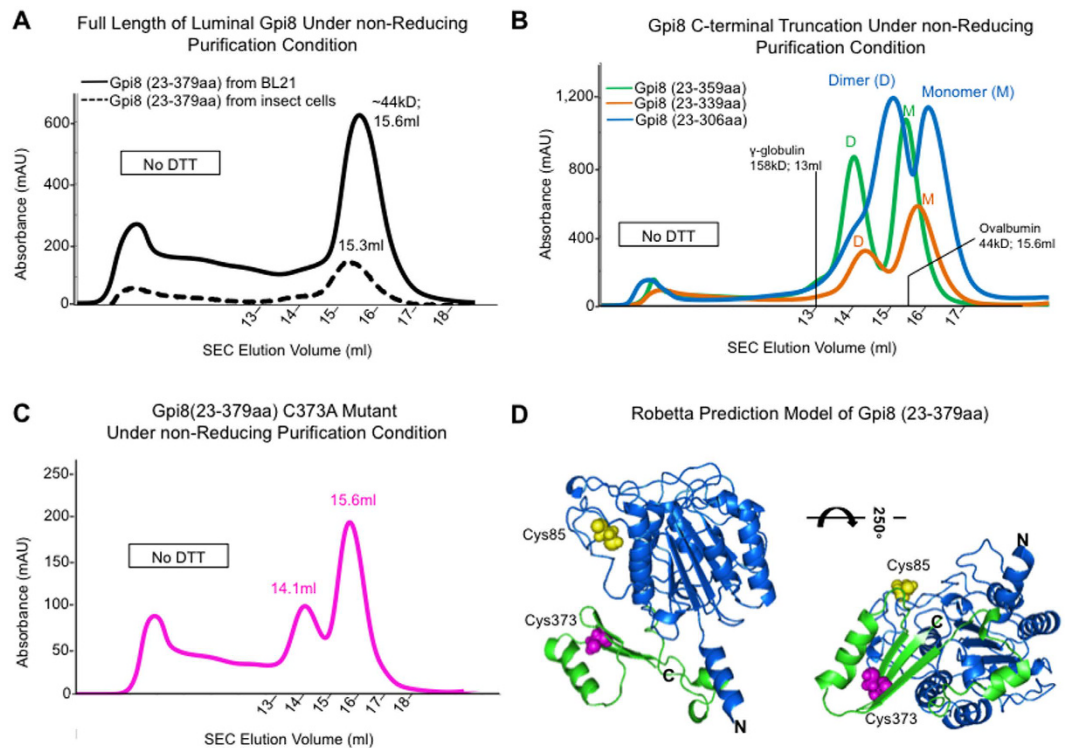 A
Full Length of Luminal Gpi8 Under non-Reducing
Purification Condition
Gpi8 (23-379aa) from BL21
Gpi8 (23-379aa) from insect cells
~44kD;
15.6ml
No DTT
15.3ml
Absorbance (mAU)
600
400
200
0
13
14
15
16
17
18
SEC Elution Volume (ml)
B
Gpi8 C-terminal Truncation Under non-Reducing
Purification Condition
Gpi8 (23-359aa)
Gpi8 (23-339aa)
Gpi8 (23-306aa)
Dimer (D)
Monomer (M)
D
M
D
M
γ-globulin
158kD; 13ml
Ovalbumin
44kD; 15.6ml
No DTT
Absorbance (mAU)
1,200
800
400
0
13
14
15
16
17
SEC Elution Volume (ml)
C
Gpi8(23-379aa) C373A Mutant
Under non-Reducing Purification Condition
No DTT
14.1ml
15.6ml
Absorbance (mAU)
250
200
150
100
50
0
13
14
15
16
17
18
SEC Elution Volume (ml)
D
Robetta Prediction Model of Gpi8 (23-379aa)
Cys85
Cys373
C
N
250°
N
Cys85
C
Cys373